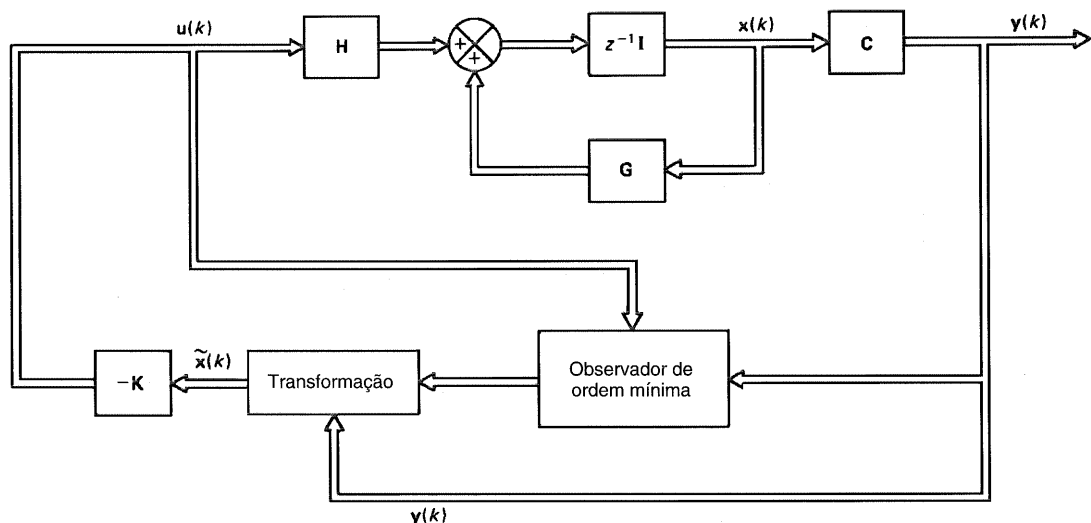 u(k)
H
+
+
z⁻¹I
x(k)
C
y(k)
G
−K
x̃(k)
Transformação
Observador de
ordem mínima
y(k)